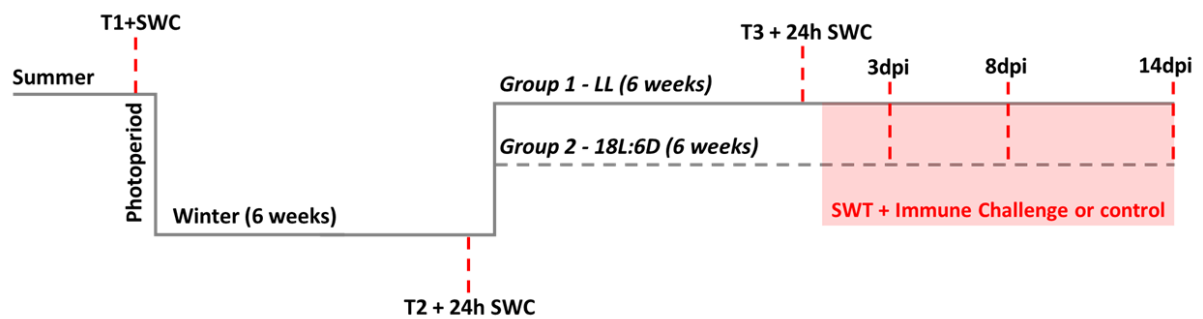 T1+SWC
Summer
Photoperiod
Winter (6 weeks)
T2 + 24h SWC
Group 1 - LL (6 weeks)
Group 2 - 18L:6D (6 weeks)
T3 + 24h SWC
3dpi
8dpi
14dpi
SWT + Immune Challenge or control